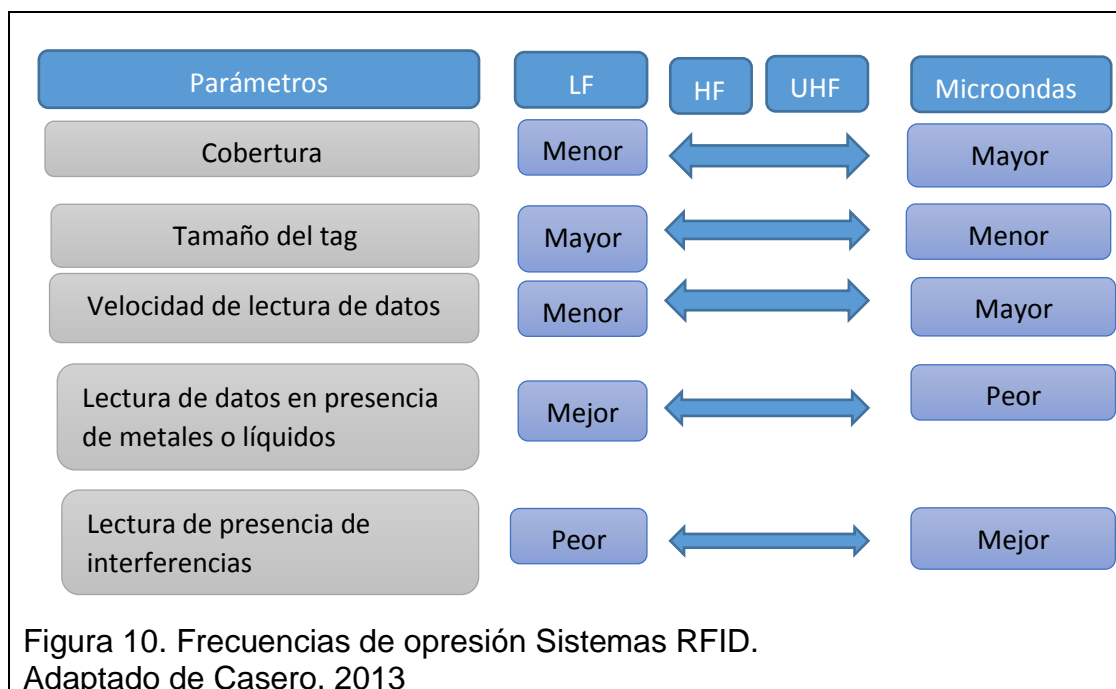 Parámetros LF HF UHF Microondas
Cobertura Menor Mayor
Tamaño del tag Mayor Menor
Velocidad de lectura de datos Menor Mayor
Lectura de datos en presencia
de metales o líquidos Mejor Peor
Lectura de presencia de
interferencias Peor Mejor
Figura 10. Frecuencias de opresión Sistemas RFID.
Adaptado de Casero, 2013